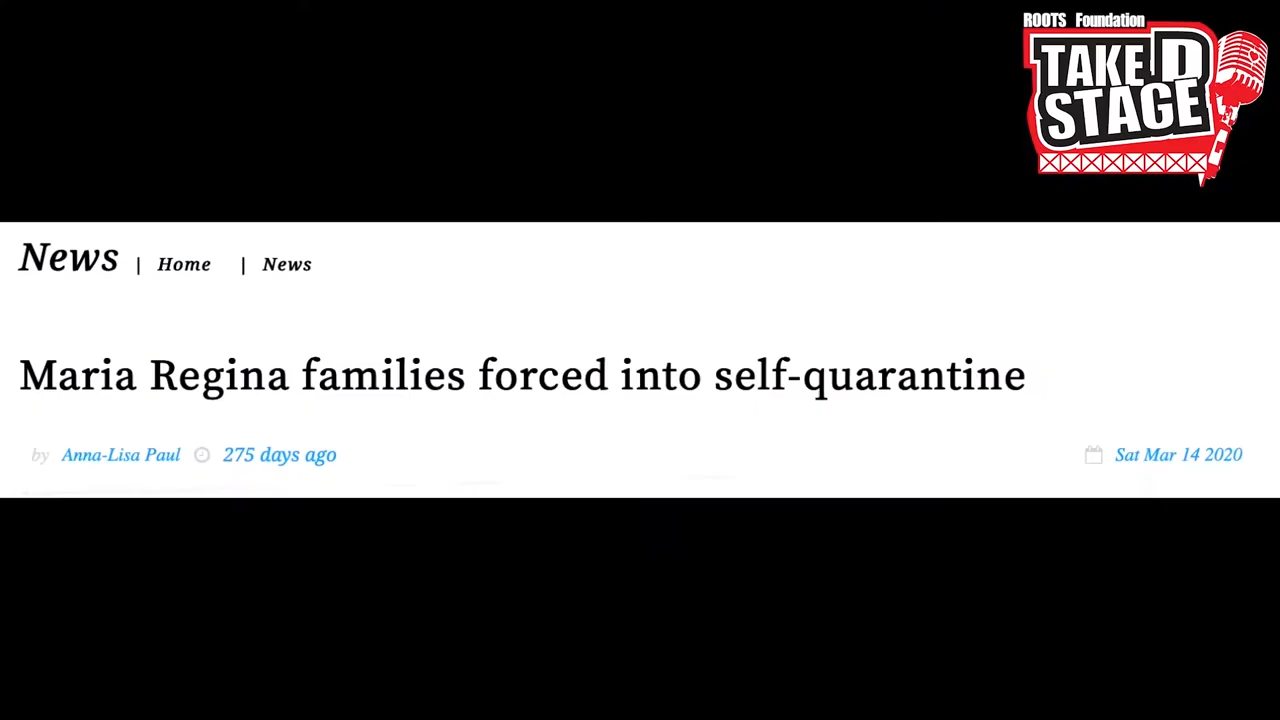 ROOTS Foundation
TAKE D
STAGE
News | Home | News
Maria Regina families forced into self-quarantine
by Anna-Lisa Paul 275 days ago
Sat Mar 14 2020